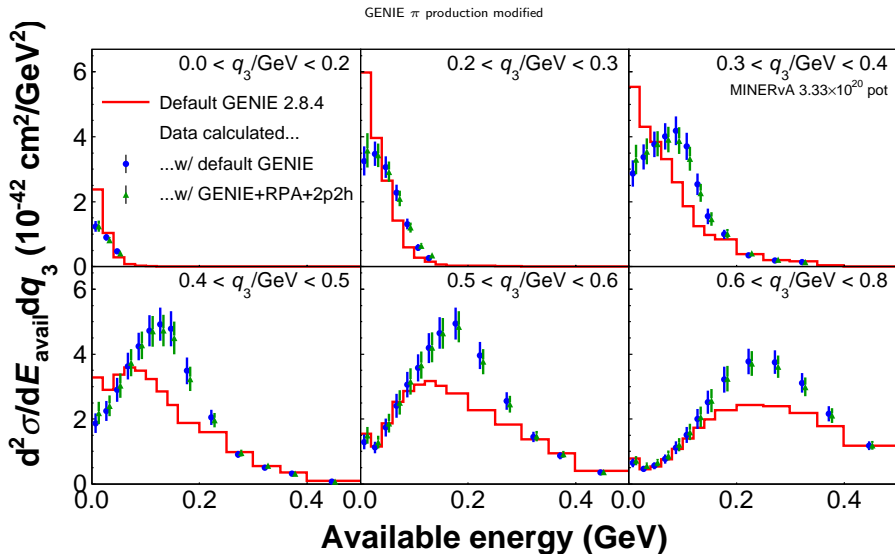 GENIE π production modified
d²σ/dE_avail dq₃ (10⁻⁴² cm²/GeV²)
0.0 < q₃/GeV < 0.2
0.2 < q₃/GeV < 0.3
0.3 < q₃/GeV < 0.4
MINERvA 3.33×10²⁰ pot
Default GENIE 2.8.4
Data calculated...
...w/ default GENIE
...w/ GENIE+RPA+2p2h
6
4
2
0
0.4 < q₃/GeV < 0.5
0.5 < q₃/GeV < 0.6
0.6 < q₃/GeV < 0.8
6
4
2
0
0.0 0.2 0.4 0.0 0.2 0.4 0.0 0.2 0.4
Available energy (GeV)